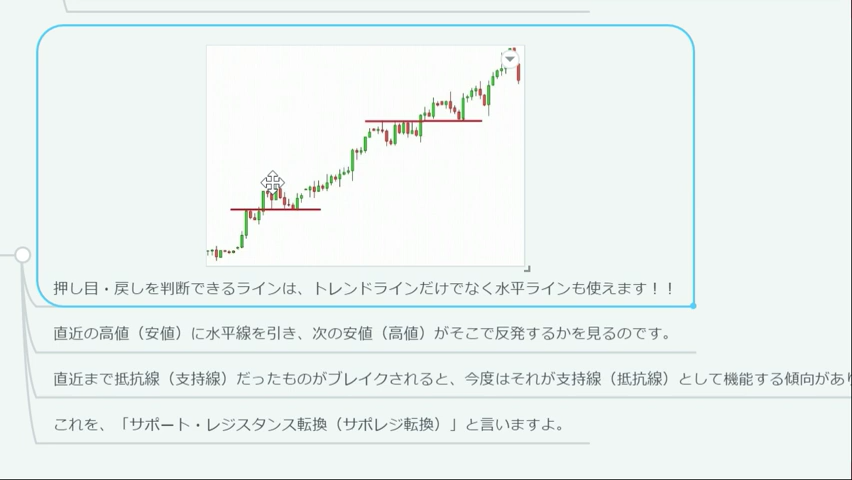 押し目・戻しを判断できるラインは、トレンドラインだけでなく水平ラインも使えます！！
直近の高値（安値）に水平線を引き、次の安値（高値）がそこで反発するかを見るのです。
直近まで抵抗線（支持線）だったものがブレイクされると、今度はそれが支持線（抵抗線）として機能する傾向があり
これを、「サポート・レジスタンス転換（サポレジ転換）」と言いますよ。